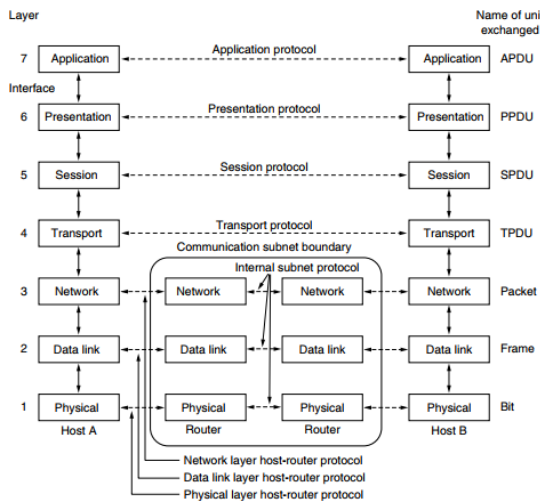 Layer
Name of uni
exchanged
7 Application Application protocol Application APDU
Interface
6 Presentation Presentation protocol Presentation PPDU
5 Session Session protocol Session SPDU
4 Transport Transport protocol Transport TPDU
Communication subnet boundary
Internal subnet protocol
3 Network Network Network Network Packet
2 Data link Data link Data link Data link Frame
1 Physical Physical Physical Physical Bit
Host A Router Router Host B
Network layer host-router protocol
Data link layer host-router protocol
Physical layer host-router protocol